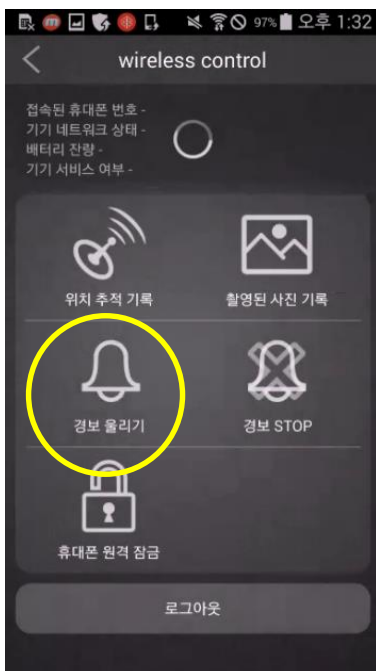 97% 오후 1:32
wireless control
접속된 휴대폰 번호 -
기기 네트워크 상태 -
배터리 잔량 -
기기 서비스 여부 -
위치 추적 기록
촬영된 사진 기록
경보 울리기
경보 STOP
휴대폰 원격 잠금
로그아웃